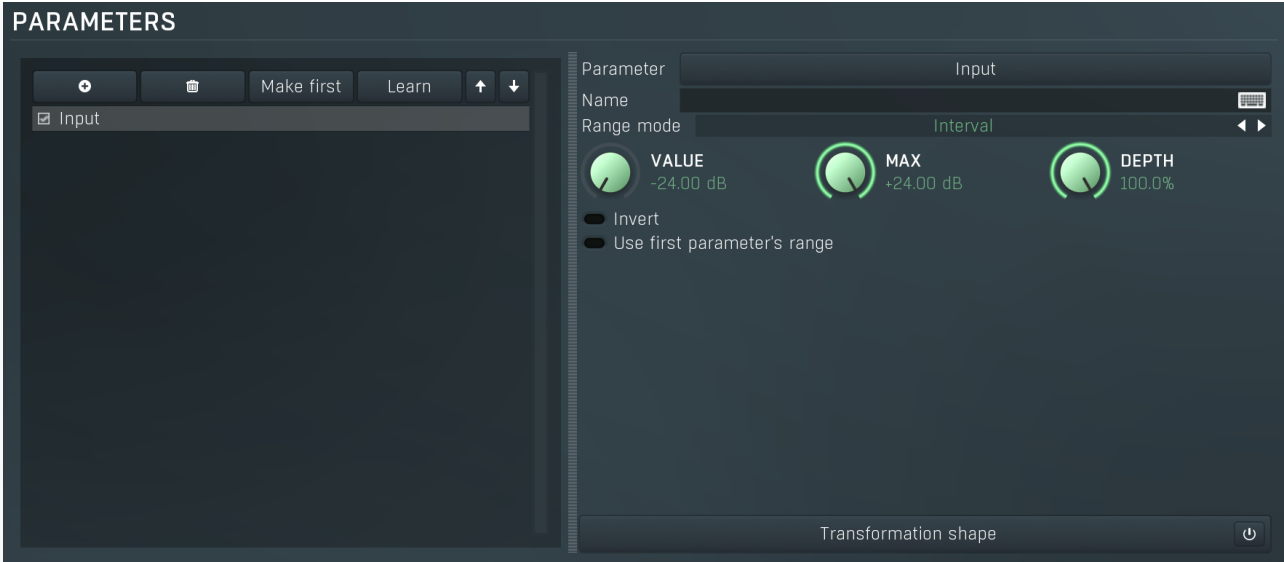 PARAMETERS
Make first Learn
Input
Parameter Input
Name
Range mode Interval
VALUE MAX DEPTH
-24.00 dB +24.00 dB 100.0%
Invert
Use first parameter's range
Transformation shape